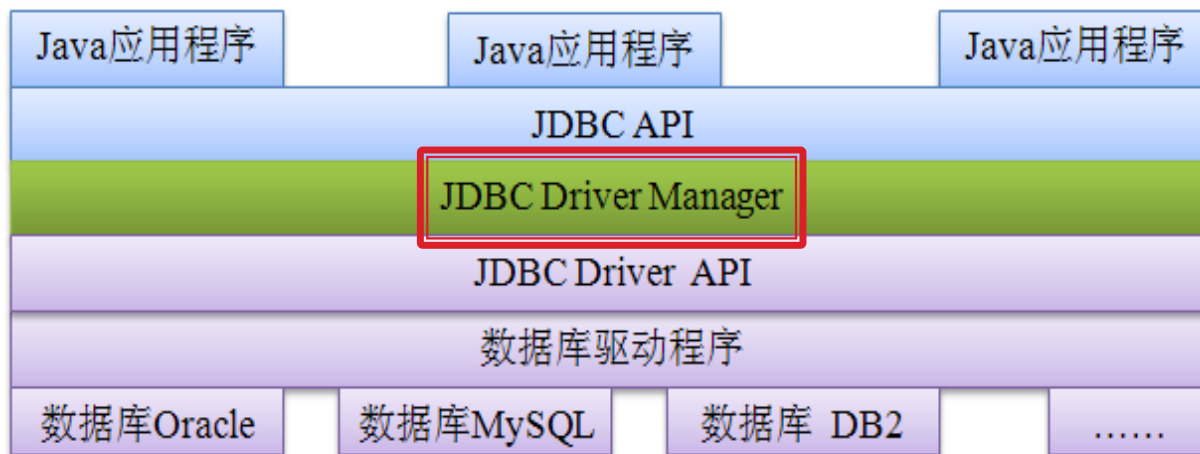 Java应用程序 Java应用程序 Java应用程序
JDBC API
JDBC Driver Manager
JDBC Driver API
数据库驱动程序
数据库Oracle 数据库MySQL 数据库 DB2 ……